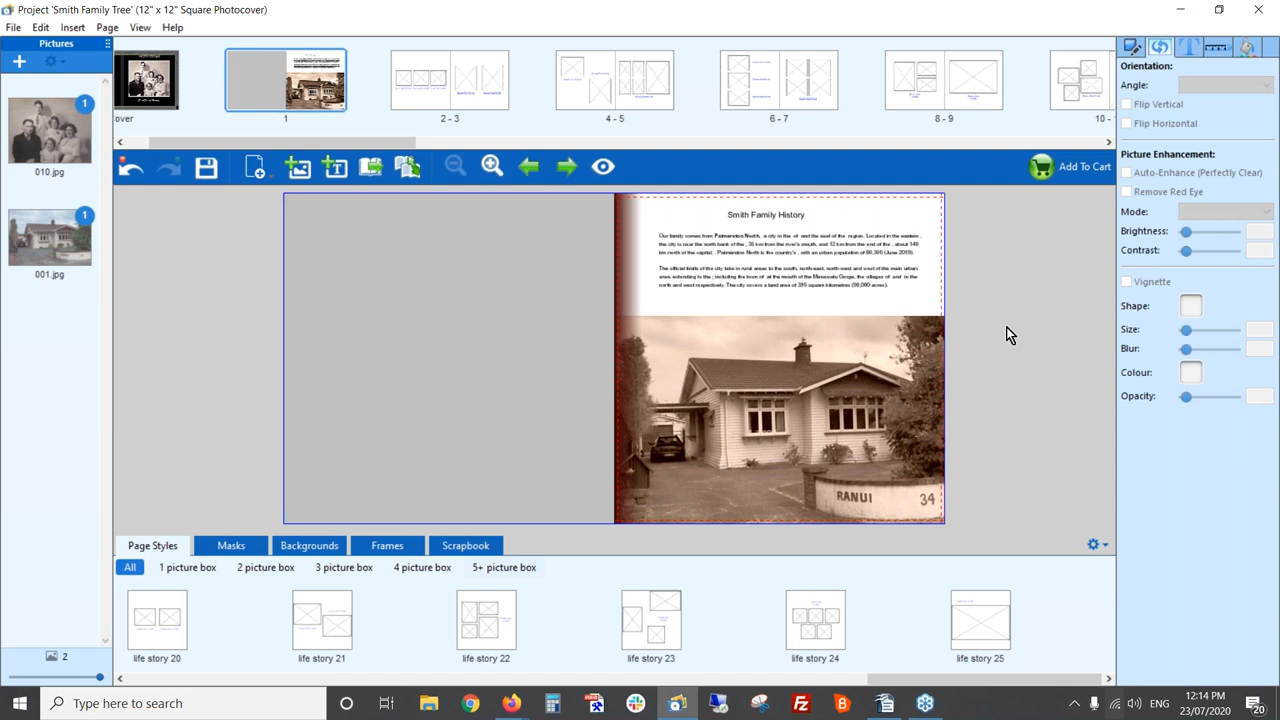 Project 'Smith Family Tree' (12" x 12" Square Photocover)
File Edit Insert Page View Help
Pictures
1
010.jpg
1
001.jpg
2
over
1
2 - 3
4 - 5
6 - 7
8 - 9
10 -
Add To Cart
Smith Family History
Our family comes from Palmerston North, a city in the of and the seat of the region. Located in the eastern ,
the city is near the north bank of the , 35 km from the river's mouth, and 12 km from the end of the , about 140
km north of the capital, . Palmerston North is the country's , with an urban population of 80,300 (June 2019).
The official limits of the city take in rural areas to the south, north-east, north-west and west of the main urban
area, extending to the ; including the town of at the mouth of the Manawatu Gorge, the villages of and in the
north and west respectively. The city covers a land area of 395 square kilometres (98,000 acres).
RANUI 34
Page Styles Masks Backgrounds Frames Scrapbook
All 1 picture box 2 picture box 3 picture box 4 picture box 5+ picture box
life story 20
life story 21
life story 22
life story 23
life story 24
life story 25
Orientation:
Angle:
Flip Vertical
Flip Horizontal
Picture Enhancement:
Auto-Enhance (Perfectly Clear)
Remove Red Eye
Mode:
Brightness:
Contrast:
Vignette
Shape:
Size:
Blur:
Colour:
Opacity:
Type here to search
ENG
12:14 PM
23/07/2020
20